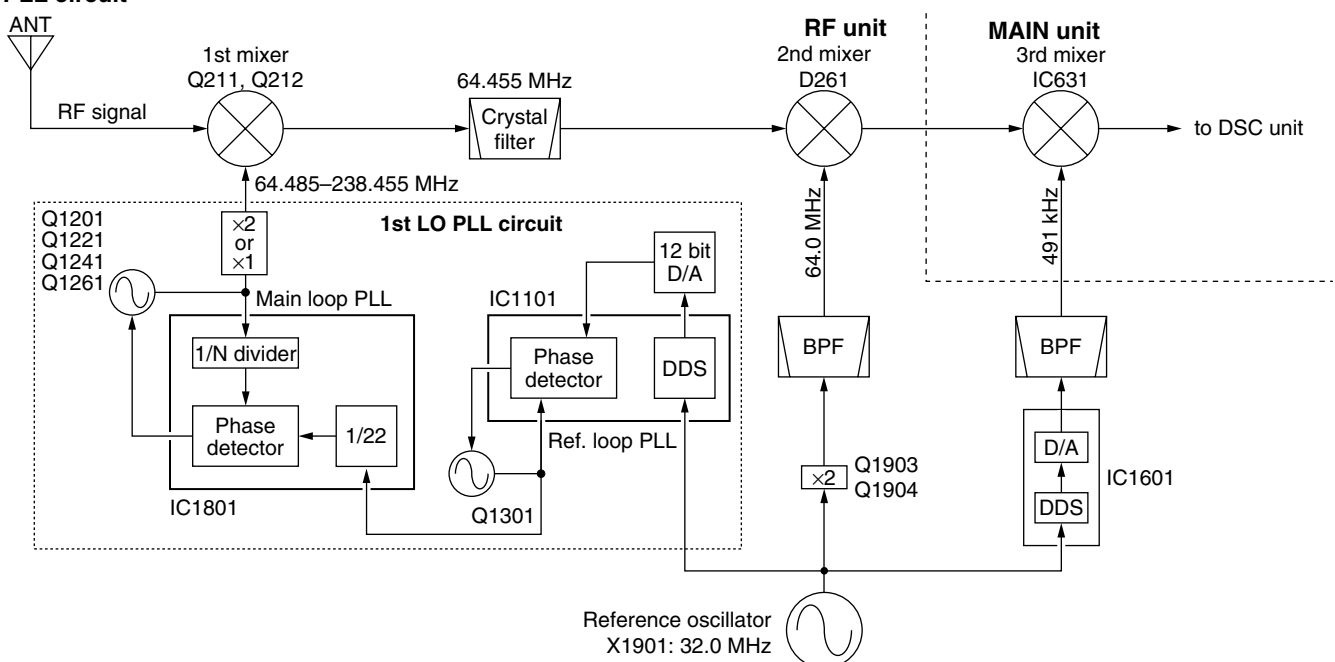 ANT
RF signal
1st mixer
Q211, Q212
64.455 MHz
Crystal
filter
RF unit
2nd mixer
D261
MAIN unit
3rd mixer
IC631
to DSC unit
64.485–238.455 MHz
Q1201
Q1221
Q1241
Q1261
×2
or
×1
1st LO PLL circuit
Main loop PLL
1/N divider
Phase
detector
1/22
IC1801
IC1101
12 bit
D/A
Phase
detector
DDS
Ref. loop PLL
Q1301
64.0 MHz
BPF
×2
Q1903
Q1904
491 kHz
BPF
D/A
DDS
IC1601
Reference oscillator
X1901: 32.0 MHz